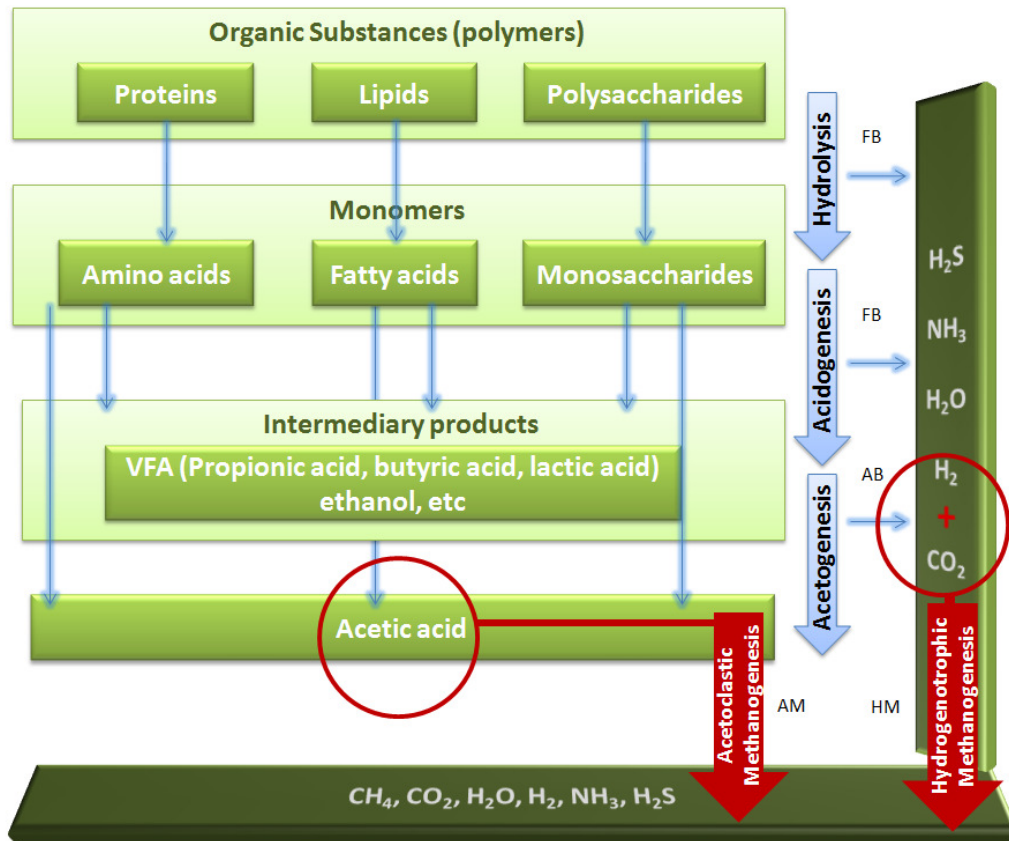 Organic Substances (polymers)
Proteins
Lipids
Polysaccharides
Monomers
Amino acids
Fatty acids
Monosaccharides
Intermediary products
VFA (Propionic acid, butyric acid, lactic acid)
ethanol, etc
Acetic acid
Hydrolysis
FB
Acidogenesis
FB
Acetogenesis
AB
H₂S
NH₃
H₂O
H₂
+
CO₂
Acetoclastic
Methanogenesis
AM
HM
Hydrogenotrophic
Methanogenesis
CH₄, CO₂, H₂O, H₂, NH₃, H₂S